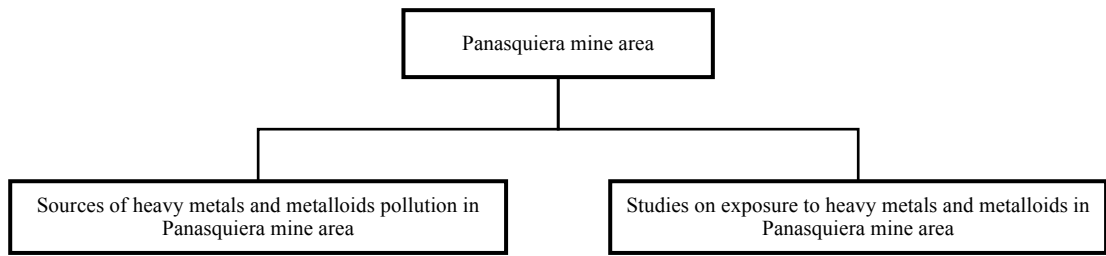 Panasquiera mine area
Sources of heavy metals and metalloids pollution in
Panasquiera mine area
Studies on exposure to heavy metals and metalloids in
Panasquiera mine area